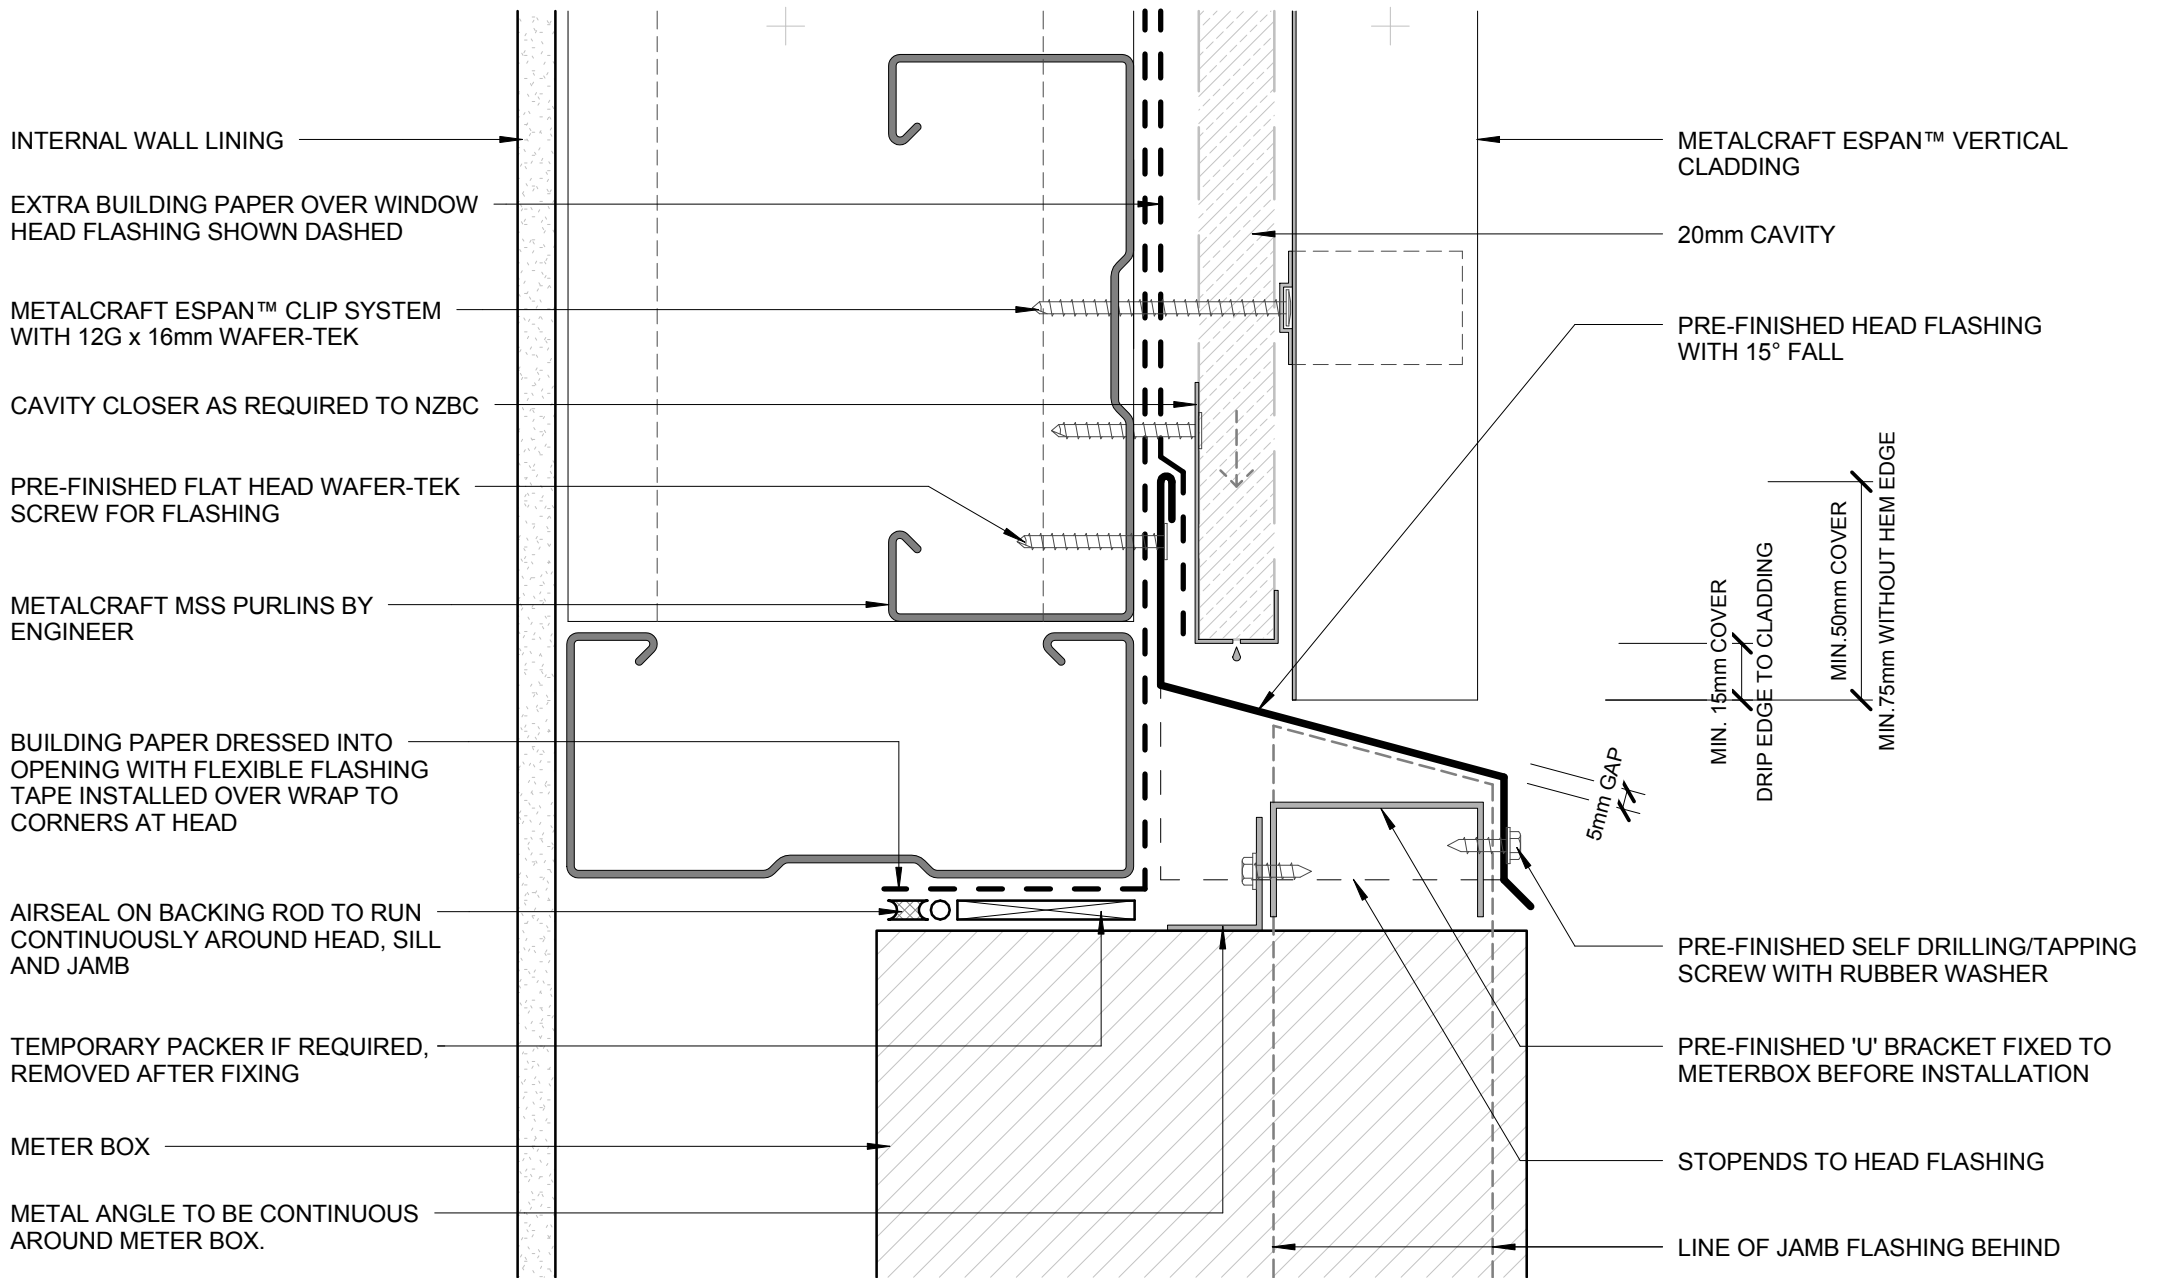 INTERNAL WALL LINING
EXTRA BUILDING PAPER OVER WINDOW
HEAD FLASHING SHOWN DASHED
METALCRAFT ESPAN™ CLIP SYSTEM
WITH 12G x 16mm WAFER-TEK
CAVITY CLOSER AS REQUIRED TO NZBC
PRE-FINISHED FLAT HEAD WAFER-TEK
SCREW FOR FLASHING
METALCRAFT MSS PURLINS BY
ENGINEER
BUILDING PAPER DRESSED INTO
OPENING WITH FLEXIBLE FLASHING
TAPE INSTALLED OVER WRAP TO
CORNERS AT HEAD
AIRSEAL ON BACKING ROD TO RUN
CONTINUOUSLY AROUND HEAD, SILL
AND JAMB
TEMPORARY PACKER IF REQUIRED,
REMOVED AFTER FIXING
METER BOX
METAL ANGLE TO BE CONTINUOUS
AROUND METER BOX.
METALCRAFT ESPAN™ VERTICAL
CLADDING
20mm CAVITY
PRE-FINISHED HEAD FLASHING
WITH 15° FALL
MIN. 15mm COVER
DRIP EDGE TO CLADDING
MIN.50mm COVER
MIN.75mm WITHOUT HEM EDGE
5mm GAP
PRE-FINISHED SELF DRILLING/TAPPING
SCREW WITH RUBBER WASHER
PRE-FINISHED 'U' BRACKET FIXED TO
METERBOX BEFORE INSTALLATION
STOPENDS TO HEAD FLASHING
LINE OF JAMB FLASHING BEHIND